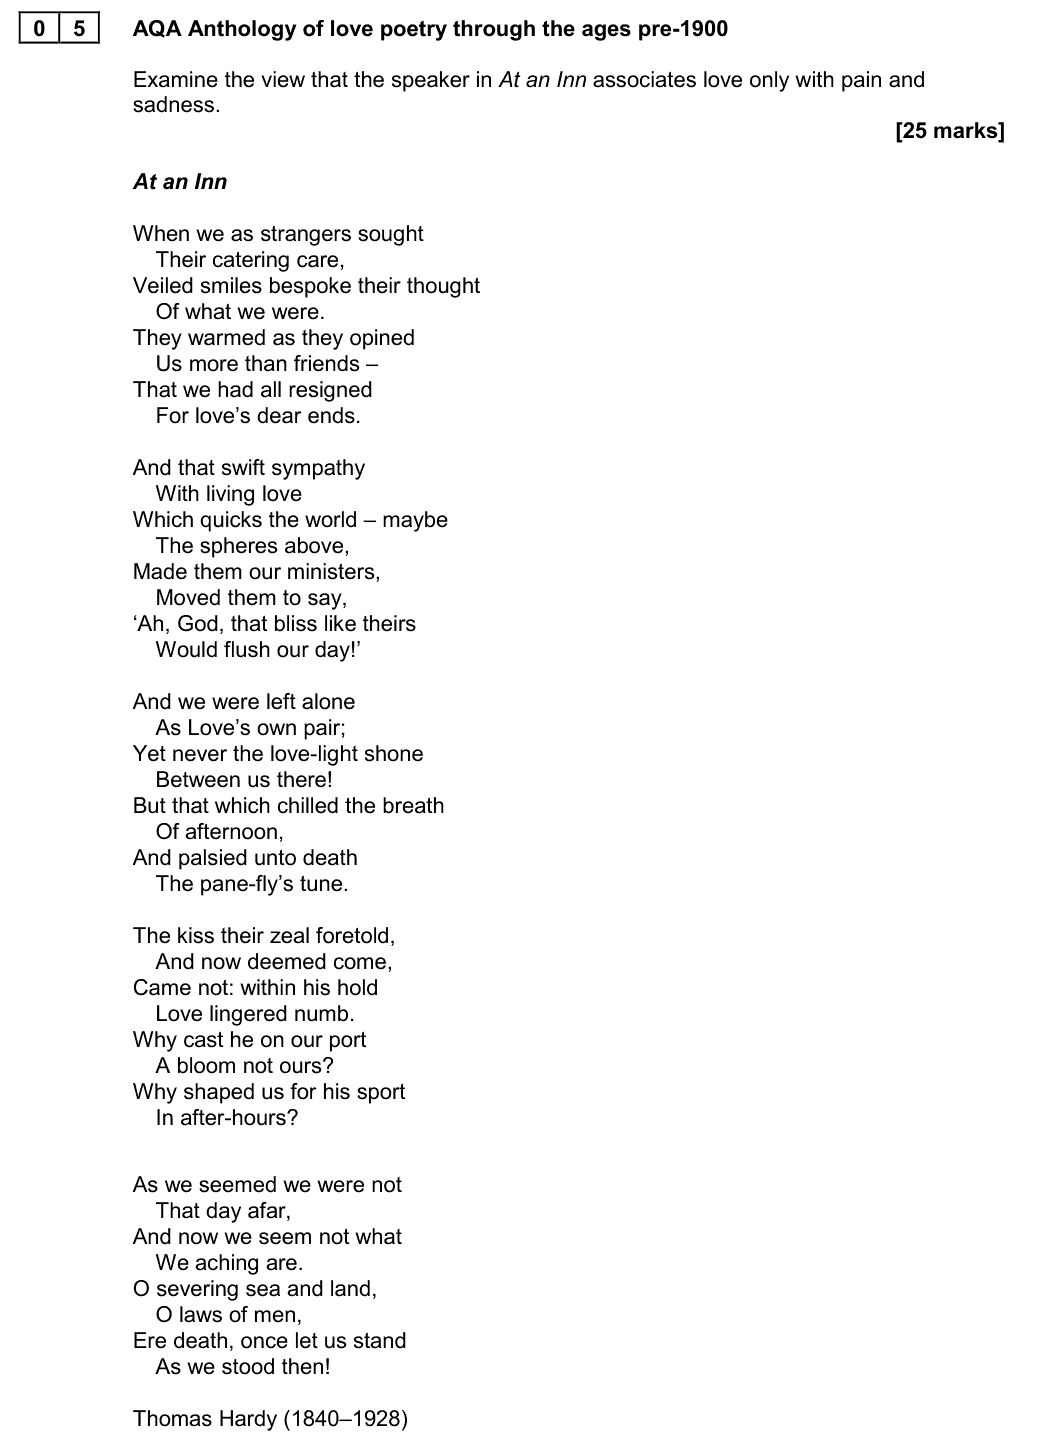 0 5 AQA Anthology of love poetry through the ages pre-1900
Examine the view that the speaker in At an Inn associates love only with pain and
sadness.
[25 marks]
At an Inn
When we as strangers sought
Their catering care,
Veiled smiles bespoke their thought
Of what we were.
They warmed as they opined
Us more than friends –
That we had all resigned
For love’s dear ends.
And that swift sympathy
With living love
Which quicks the world – maybe
The spheres above,
Made them our ministers,
Moved them to say,
‘Ah, God, that bliss like theirs
Would flush our day!’
And we were left alone
As Love’s own pair;
Yet never the love-light shone
Between us there!
But that which chilled the breath
Of afternoon,
And palsied unto death
The pane-fly’s tune.
The kiss their zeal foretold,
And now deemed come,
Came not: within his hold
Love lingered numb.
Why cast he on our port
A bloom not ours?
Why shaped us for his sport
In after-hours?
As we seemed we were not
That day afar,
And now we seem not what
We aching are.
O severing sea and land,
O laws of men,
Ere death, once let us stand
As we stood then!
Thomas Hardy (1840–1928)